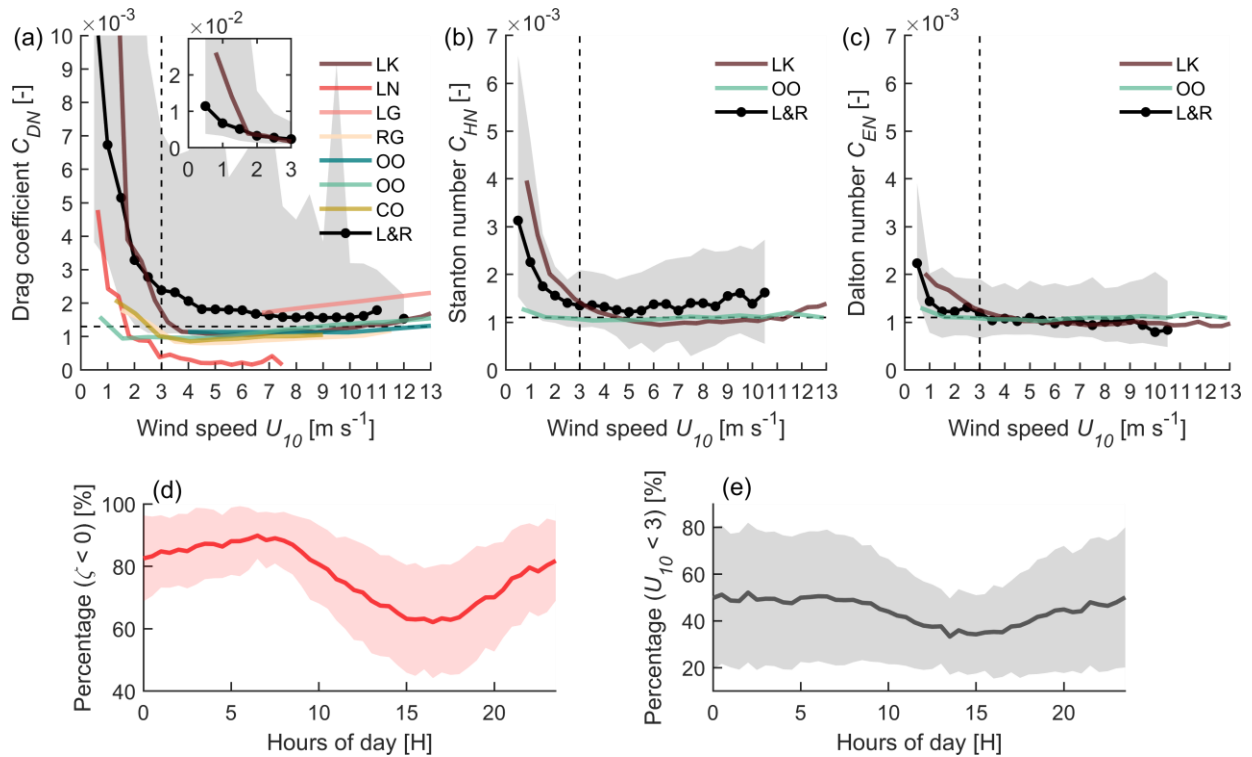 (a)
×10⁻³
Drag coefficient C_DN [-]
10
9
8
7
6
5
4
3
2
1
0
0 1 2 3 4 5 6 7 8 9 10 11 12 13
Wind speed U_10 [m s⁻¹]
×10⁻²
2
1
0
0 1 2 3
LK
LN
LG
RG
OO
OO
CO
L&R
(b)
×10⁻³
Stanton number C_HN [-]
7
6
5
4
3
2
1
0
0 1 2 3 4 5 6 7 8 9 10 11 12 13
Wind speed U_10 [m s⁻¹]
LK
OO
L&R
(c)
×10⁻³
Dalton number C_EN [-]
7
6
5
4
3
2
1
0
0 1 2 3 4 5 6 7 8 9 10 11 12 13
Wind speed U_10 [m s⁻¹]
LK
OO
L&R
(d)
Percentage (ζ < 0) [%]
100
80
60
40
0 5 10 15 20
Hours of day [H]
(e)
Percentage (U_10 < 3) [%]
80
60
40
20
0 5 10 15 20
Hours of day [H]